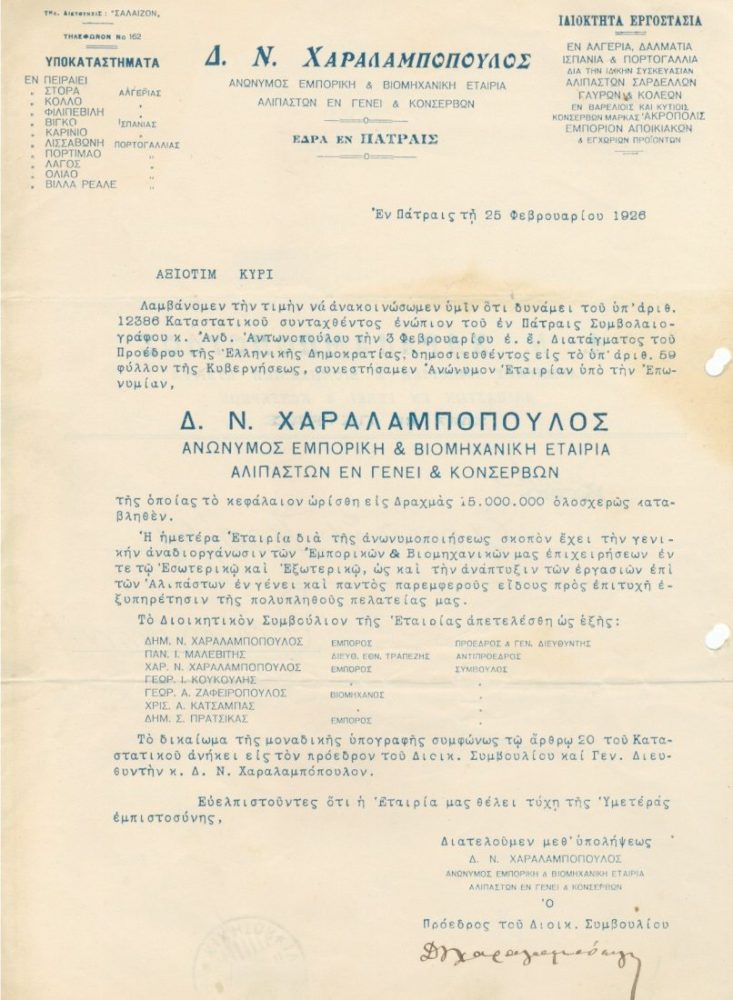 ΤΗΛ. ΔΙΕΥΘΗΝΣΙΣ: "ΣΑΛΑΙΖΟΝ,,
ΤΗΛΕΦΩΝΟΝ Νο 162
ΥΠΟΚΑΤΑΣΤΗΜΑΤΑ
ΕΝ ΠΕΙΡΑΙΕΙ
„ ΣΤΟΡΑ ΑΛΓΕΡΙΑΣ
„ ΚΟΛΛΟ „
„ ΦΙΛΙΠΕΒΙΛΗ „
„ ΒΙΓΚΟ ΙΣΠΑΝΙΑΣ
„ ΚΑΡΙΝΙΟ „
„ ΛΙΣΣΑΒΩΝΗ ΠΟΡΤΟΓΑΛΛΙΑΣ
„ ΠΟΡΤΙΜΑΟ „
„ ΛΑΓΟΣ „
„ ΟΛΙΑΟ „
„ ΒΙΛΛΑ ΡΕΑΛΕ „
Δ. Ν. ΧΑΡΑΛΑΜΠΟΠΟΥΛΟΣ
ΑΝΩΝΥΜΟΣ ΕΜΠΟΡΙΚΗ & ΒΙΟΜΗΧΑΝΙΚΗ ΕΤΑΙΡΙΑ
ΑΛΙΠΑΣΤΩΝ ΕΝ ΓΕΝΕΙ & ΚΟΝΣΕΡΒΩΝ
ΕΔΡΑ ΕΝ ΠΑΤΡΑΙΣ
ΙΔΙΟΚΤΗΤΑ ΕΡΓΟΣΤΑΣΙΑ
ΕΝ ΑΛΓΕΡΙΑ, ΔΑΛΜΑΤΙΑ
ΙΣΠΑΝΙΑ & ΠΟΡΤΟΓΑΛΛΙΑ
ΔΙΑ ΤΗΝ ΙΔΙΚΗΝ ΣΥΣΚΕΥΑΣΙΑΝ
ΑΛΙΠΑΣΤΩΝ ΣΑΡΔΕΛΛΩΝ
ΓΑΥΡΩΝ & ΚΟΛΕΩΝ
ΕΝ ΒΑΡΕΛΙΟΙΣ ΚΑΙ ΚΥΤΙΟΙΣ
ΚΟΝΣΕΡΒΩΝ ΜΑΡΚΑΣ "ΑΚΡΟΠΟΛΙΣ
ΕΜΠΟΡΙΟΝ ΑΠΟΙΚΙΑΚΩΝ
& ΕΓΧΩΡΙΩΝ ΠΡΟΪΟΝΤΩΝ
Ἐν Πάτραις τῇ 25 Φεβρουαρίου 1926
ΑΞΙΟΤΙΜ ΚΥΡΙ
Λαμβάνομεν τὴν τιμὴν νὰ ἀνακοινώσωμεν ὑμῖν ὅτι δυνάμει τοῦ ὑπ' ἀριθ.
12386 Καταστατικοῦ συνταχθέντος ἐνώπιον τοῦ ἐν Πάτραις Συμβολαιο-
γράφου κ. Ἀνδ. Ἀντωνοπούλου τὴν 3 Φεβρουαρίου ἐ. ἔ. Διατάγματος τοῦ
Προέδρου τῆς Ἑλληνικῆς Δημοκρατίας, δημοσιευθέντος εἰς τὸ ὑπ' ἀριθ. 59
φύλλον τῆς Κυβερνήσεως, συνεστήσαμεν Ἀνώνυμον Ἑταιρίαν ὑπὸ τὴν Ἐπω-
νυμίαν,
Δ. Ν. ΧΑΡΑΛΑΜΠΟΠΟΥΛΟΣ
ΑΝΩΝΥΜΟΣ ΕΜΠΟΡΙΚΗ & ΒΙΟΜΗΧΑΝΙΚΗ ΕΤΑΙΡΙΑ
ΑΛΙΠΑΣΤΩΝ ΕΝ ΓΕΝΕΙ & ΚΟΝΣΕΡΒΩΝ
τῆς ὁποίας τὸ κεφάλαιον ὡρίσθη εἰς Δραχμὰς 15.000.000 ὁλοσχερῶς κατα-
βληθὲν.
Ἡ ἡμετέρα Ἑταιρία διὰ τῆς ἀνωνυμοποιήσεως σκοπὸν ἔχει τὴν γενι-
κὴν ἀναδιοργάνωσιν τῶν Ἐμπορικῶν & Βιομηχανικῶν μας ἐπιχειρήσεων ἐν
τε τῷ Ἐσωτερικῷ καὶ Ἐξωτερικῷ, ὡς καὶ τὴν ἀνάπτυξιν τῶν ἐργασιῶν ἐπὶ
τῶν Ἁλιπάστων ἐν γένει καὶ παντὸς παρεμφεροῦς εἴδους πρὸς ἐπιτυχῆ ἐ-
ξυπηρέτησιν τῆς πολυπληθοῦς πελατείας μας.
Τὸ Διοικητικὸν Συμβούλιον τῆς Ἑταιρίας ἀπετελέσθη ὡς ἑξῆς:
ΔΗΜ. Ν. ΧΑΡΑΛΑΜΠΟΠΟΥΛΟΣ ΕΜΠΟΡΟΣ ΠΡΟΕΔΡΟΣ & ΓΕΝ. ΔΙΕΥΘΥΝΤΗΣ
ΠΑΝ. Ι. ΜΑΛΕΒΙΤΗΣ ΔΙΕΥΘ. ΕΘΝ. ΤΡΑΠΕΖΗΣ ΑΝΤΙΠΡΟΕΔΡΟΣ
ΧΑΡ. Ν. ΧΑΡΑΛΑΜΠΟΠΟΥΛΟΣ ΕΜΠΟΡΟΣ ΣΥΜΒΟΥΛΟΣ
ΓΕΩΡ. Ι. ΚΟΥΚΟΥΛΗΣ „ „
ΓΕΩΡ. Α. ΖΑΦΕΙΡΟΠΟΥΛΟΣ ΒΙΟΜΗΧΑΝΟΣ „
ΧΡΙΣ. Α. ΚΑΤΣΑΜΠΑΣ „ „
ΔΗΜ. Σ. ΠΡΑΤΣΙΚΑΣ ΕΜΠΟΡΟΣ „
Τὸ δικαίωμα τῆς μοναδικῆς ὑπογραφῆς συμφώνως τῷ ἄρθρῳ 20 τοῦ Κατα-
στατικοῦ ἀνήκει εἰς τὸν πρόεδρον τοῦ Διοικ. Συμβουλίου καί Γεν. Διευ-
θυντὴν κ. Δ. Ν. Χαραλαμπόπουλον.
Εὐελπιστοῦντες ὅτι ἡ Ἑταιρία μας θέλει τύχῃ τῆς Ὑμετέρας
ἐμπιστοσύνης,
Διατελοῦμεν μεθ' ὑπολήψεως
Δ. Ν. ΧΑΡΑΛΑΜΠΟΠΟΥΛΟΣ
ΑΝΩΝΥΜΟΣ ΕΜΠΟΡΙΚΗ & ΒΙΟΜΗΧΑΝΙΚΗ ΕΤΑΙΡΙΑ
ΑΛΙΠΑΣΤΩΝ ΕΝ ΓΕΝΕΙ & ΚΟΝΣΕΡΒΩΝ
Ὁ
Πρόεδρος τοῦ Διοικ. Συμβουλίου